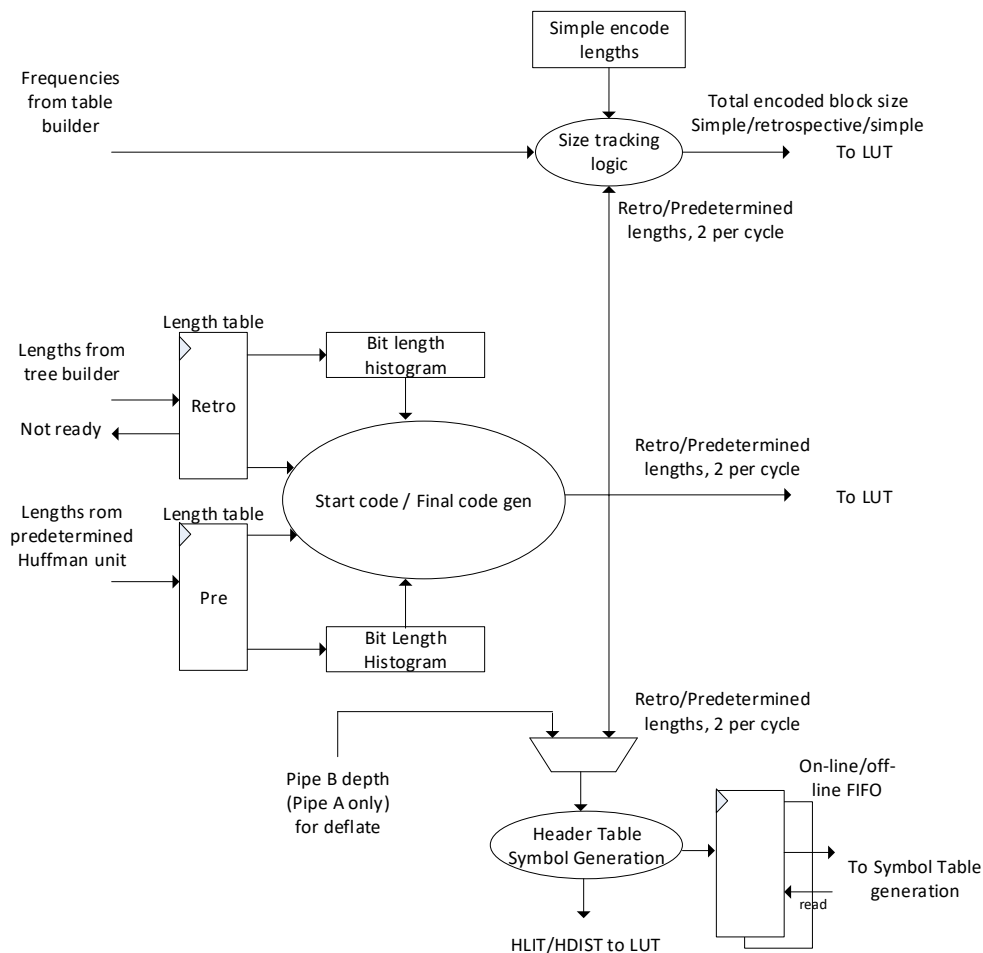 Simple encode
lengths
Frequencies
from table
builder
Total encoded block size
Simple/retrospective/simple
To LUT
Size tracking
logic
Retro/Predetermined
lengths, 2 per cycle
Length table
Lengths from
tree builder
Not ready
Retro
Bit length
histogram
Start code / Final code gen
Retro/Predetermined
lengths, 2 per cycle
To LUT
Lengths rom
predetermined
Huffman unit
Length table
Pre
Bit Length
Histogram
Retro/Predetermined
lengths, 2 per cycle
Pipe B depth
(Pipe A only)
for deflate
On-line/off-
line FIFO
Header Table
Symbol Generation
To Symbol Table
generation
read
HLIT/HDIST to LUT